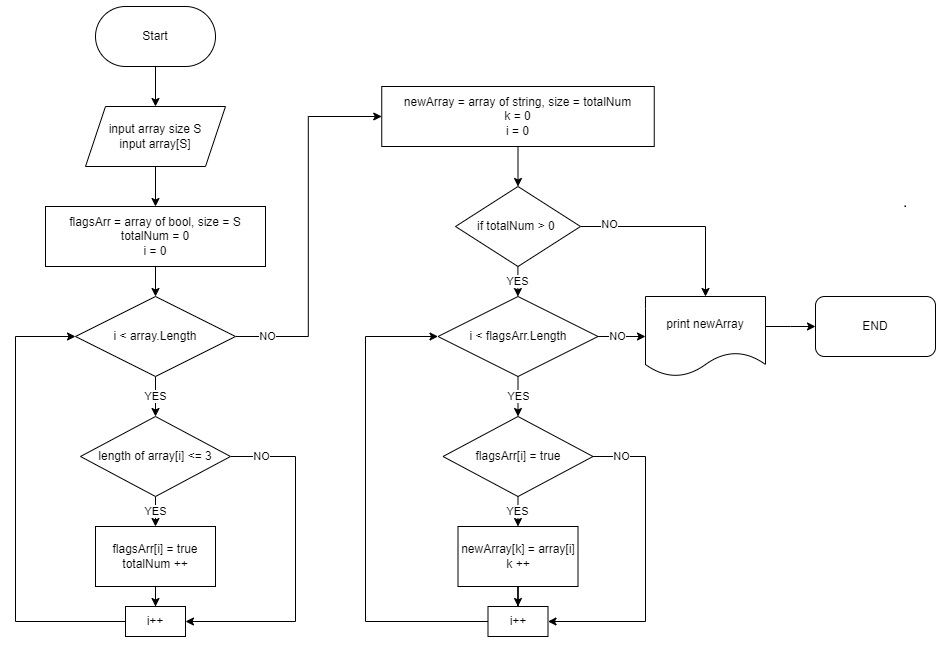 Start
input array size S
input array[S]
flagsArr = array of bool, size = S
totalNum = 0
i = 0
i < array.Length
NO
YES
length of array[i] <= 3
NO
YES
flagsArr[i] = true
totalNum ++
i++
newArray = array of string, size = totalNum
k = 0
i = 0
if totalNum > 0
NO
YES
i < flagsArr.Length
NO
YES
flagsArr[i] = true
NO
YES
newArray[k] = array[i]
k ++
i++
print newArray
END
.